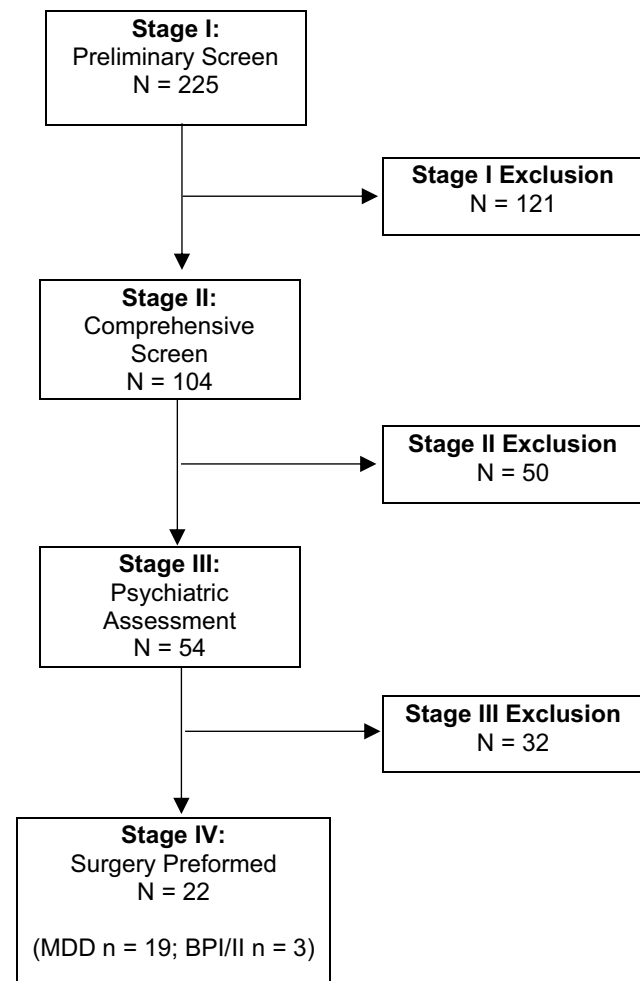 Stage I:
Preliminary Screen
N = 225
Stage I Exclusion
N = 121
Stage II:
Comprehensive
Screen
N = 104
Stage II Exclusion
N = 50
Stage III:
Psychiatric
Assessment
N = 54
Stage III Exclusion
N = 32
Stage IV:
Surgery Preformed
N = 22
(MDD n = 19; BPI/II n = 3)